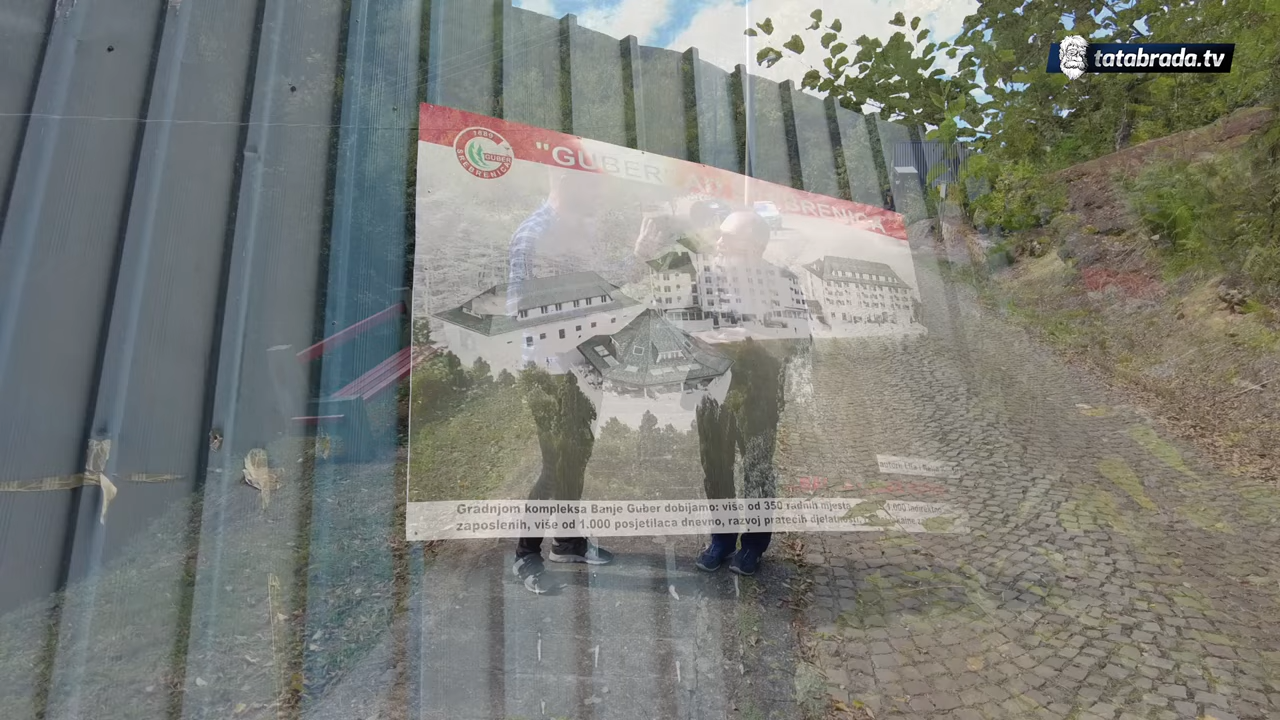 tatabrada.tv
1889
GUBER
SREBRENICA
"GUBER
Gradnjom kompleksa Banje Guber dobijamo: više od 350 radnih mjesta
zaposlenih, više od 1.000 posjetilaca dnevno, razvoj pratećih djelatnosti